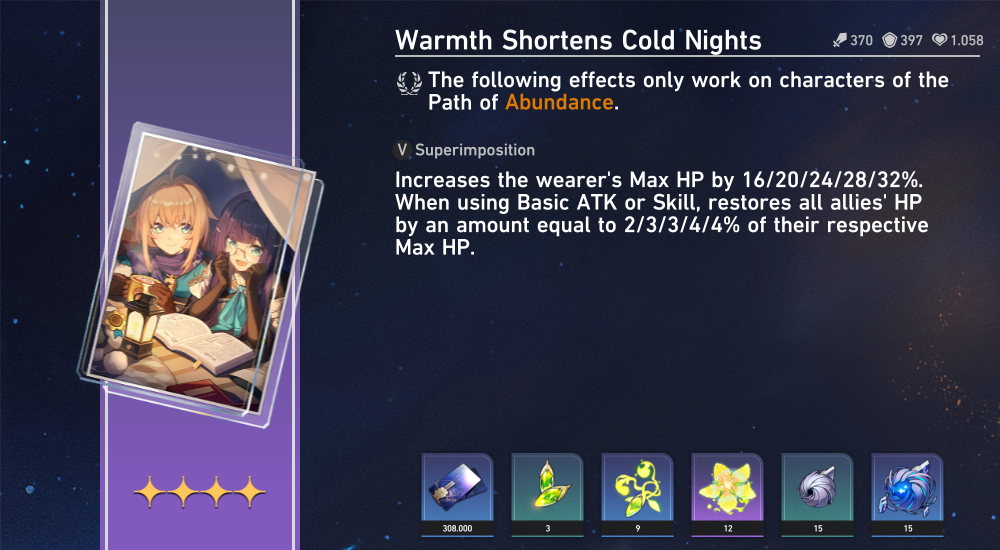 Warmth Shortens Cold Nights
370
397
1.058
The following effects only work on characters of the
Path of Abundance.
V Superimposition
Increases the wearer's Max HP by 16/20/24/28/32%.
When using Basic ATK or Skill, restores all allies' HP
by an amount equal to 2/3/3/4/4% of their respective
Max HP.
308.000
3
9
12
15
15